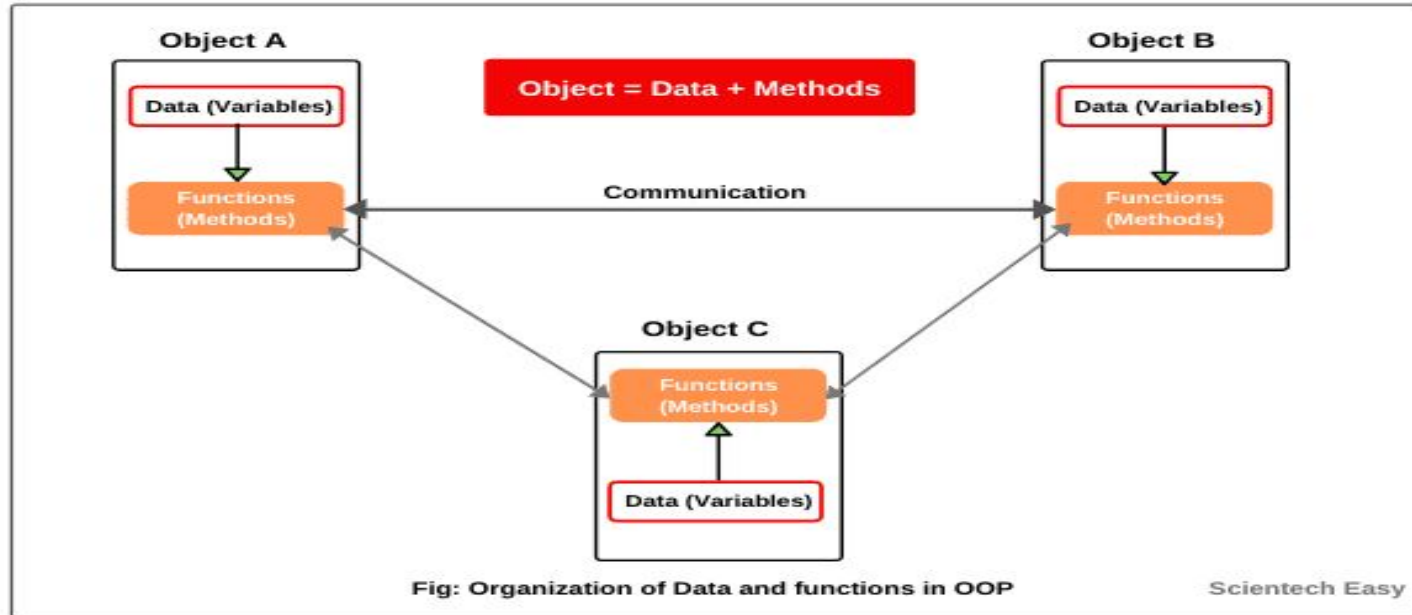 Object A
Object B
Object = Data + Methods
Data (Variables)
Data (Variables)
Functions
(Methods)
Communication
Functions
(Methods)
Object C
Functions
(Methods)
Data (Variables)
Fig: Organization of Data and functions in OOP
Scientech Easy